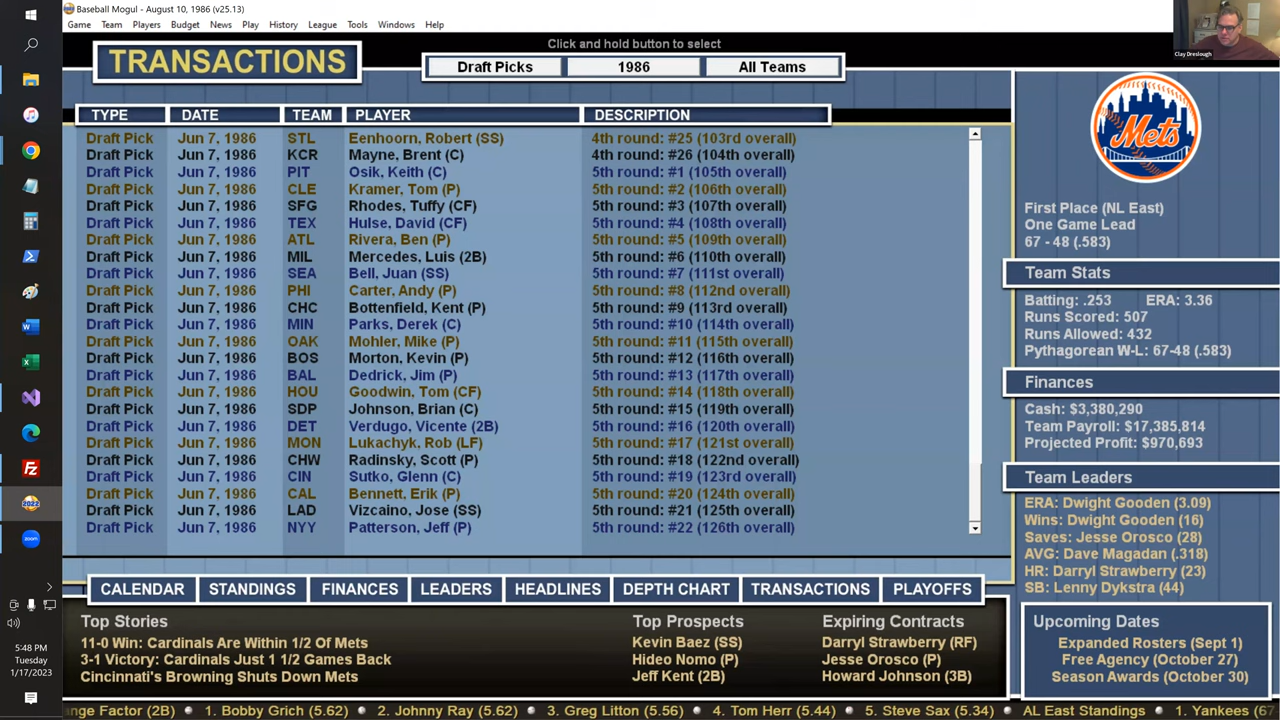 Baseball Mogul - August 10, 1986 (v25.13)
Game Team Players Budget News Play History League Tools Windows Help
Clay Dreslough
TRANSACTIONS
Click and hold button to select
Draft Picks 1986 All Teams
TYPE DATE TEAM PLAYER DESCRIPTION
Draft Pick Jun 7, 1986 STL Eenhoorn, Robert (SS) 4th round: #25 (103rd overall)
Draft Pick Jun 7, 1986 KCR Mayne, Brent (C) 4th round: #26 (104th overall)
Draft Pick Jun 7, 1986 PIT Osik, Keith (C) 5th round: #1 (105th overall)
Draft Pick Jun 7, 1986 CLE Kramer, Tom (P) 5th round: #2 (106th overall)
Draft Pick Jun 7, 1986 SFG Rhodes, Tuffy (CF) 5th round: #3 (107th overall)
Draft Pick Jun 7, 1986 TEX Hulse, David (CF) 5th round: #4 (108th overall)
Draft Pick Jun 7, 1986 ATL Rivera, Ben (P) 5th round: #5 (109th overall)
Draft Pick Jun 7, 1986 MIL Mercedes, Luis (2B) 5th round: #6 (110th overall)
Draft Pick Jun 7, 1986 SEA Bell, Juan (SS) 5th round: #7 (111st overall)
Draft Pick Jun 7, 1986 PHI Carter, Andy (P) 5th round: #8 (112nd overall)
Draft Pick Jun 7, 1986 CHC Bottenfield, Kent (P) 5th round: #9 (113rd overall)
Draft Pick Jun 7, 1986 MIN Parks, Derek (C) 5th round: #10 (114th overall)
Draft Pick Jun 7, 1986 OAK Mohler, Mike (P) 5th round: #11 (115th overall)
Draft Pick Jun 7, 1986 BOS Morton, Kevin (P) 5th round: #12 (116th overall)
Draft Pick Jun 7, 1986 BAL Dedrick, Jim (P) 5th round: #13 (117th overall)
Draft Pick Jun 7, 1986 HOU Goodwin, Tom (CF) 5th round: #14 (118th overall)
Draft Pick Jun 7, 1986 SDP Johnson, Brian (C) 5th round: #15 (119th overall)
Draft Pick Jun 7, 1986 DET Verdugo, Vicente (2B) 5th round: #16 (120th overall)
Draft Pick Jun 7, 1986 MON Lukachyk, Rob (LF) 5th round: #17 (121st overall)
Draft Pick Jun 7, 1986 CHW Radinsky, Scott (P) 5th round: #18 (122nd overall)
Draft Pick Jun 7, 1986 CIN Sutko, Glenn (C) 5th round: #19 (123rd overall)
Draft Pick Jun 7, 1986 CAL Bennett, Erik (P) 5th round: #20 (124th overall)
Draft Pick Jun 7, 1986 LAD Vizcaino, Jose (SS) 5th round: #21 (125th overall)
Draft Pick Jun 7, 1986 NYY Patterson, Jeff (P) 5th round: #22 (126th overall)
Mets
First Place (NL East)
One Game Lead
67 - 48 (.583)
Team Stats
Batting: .253 ERA: 3.36
Runs Scored: 507
Runs Allowed: 432
Pythagorean W-L: 67-48 (.583)
Finances
Cash: $3,380,290
Team Payroll: $17,385,814
Projected Profit: $970,693
Team Leaders
ERA: Dwight Gooden (3.09)
Wins: Dwight Gooden (16)
Saves: Jesse Orosco (28)
AVG: Dave Magadan (.318)
HR: Darryl Strawberry (23)
SB: Lenny Dykstra (44)
CALENDAR STANDINGS FINANCES LEADERS HEADLINES DEPTH CHART TRANSACTIONS PLAYOFFS
Top Stories
11-0 Win: Cardinals Are Within 1/2 Of Mets
3-1 Victory: Cardinals Just 1 1/2 Games Back
Cincinnati's Browning Shuts Down Mets
Top Prospects
Kevin Baez (SS)
Hideo Nomo (P)
Jeff Kent (2B)
Expiring Contracts
Darryl Strawberry (RF)
Jesse Orosco (P)
Howard Johnson (3B)
Upcoming Dates
Expanded Rosters (Sept 1)
Free Agency (October 27)
Season Awards (October 30)
ange Factor (2B) 1. Bobby Grich (5.62) 2. Johnny Ray (5.62) 3. Greg Litton (5.56) 4. Tom Herr (5.44) 5. Steve Sax (5.34) AL East Standings 1. Yankees (67
5:48 PM
Tuesday
1/17/2023
2022